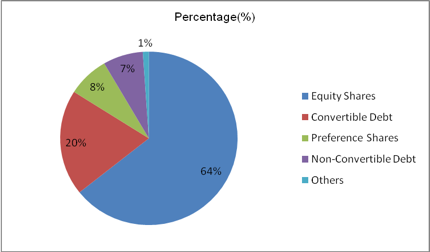 Percentage(%)
1%
7%
8%
20%
64%
Equity Shares
Convertible Debt
Preference Shares
Non-Convertible Debt
Others